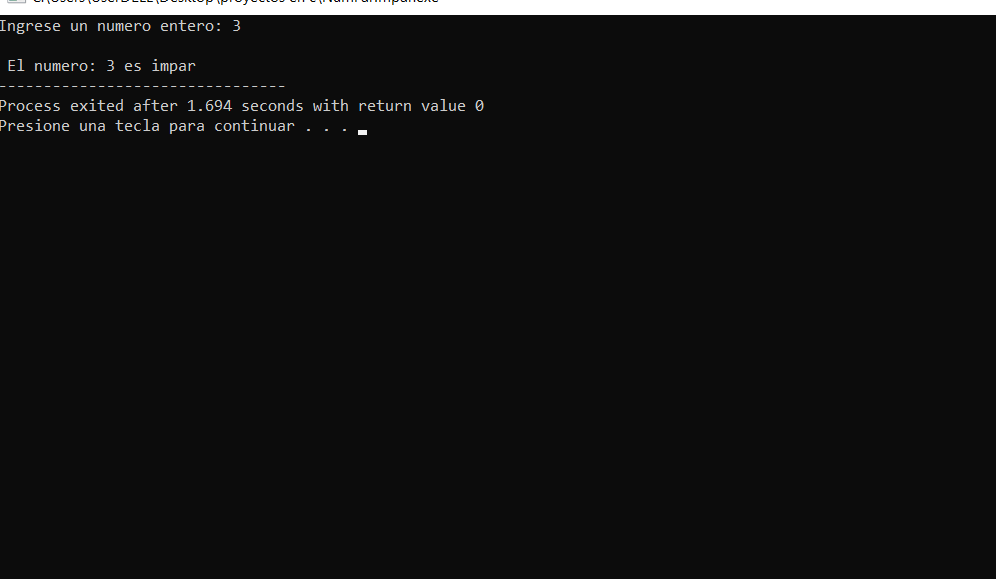 Ingrese un numero entero: 3
El numero: 3 es impar
--------------------------------
Process exited after 1.694 seconds with return value 0
Presione una tecla para continuar . . .